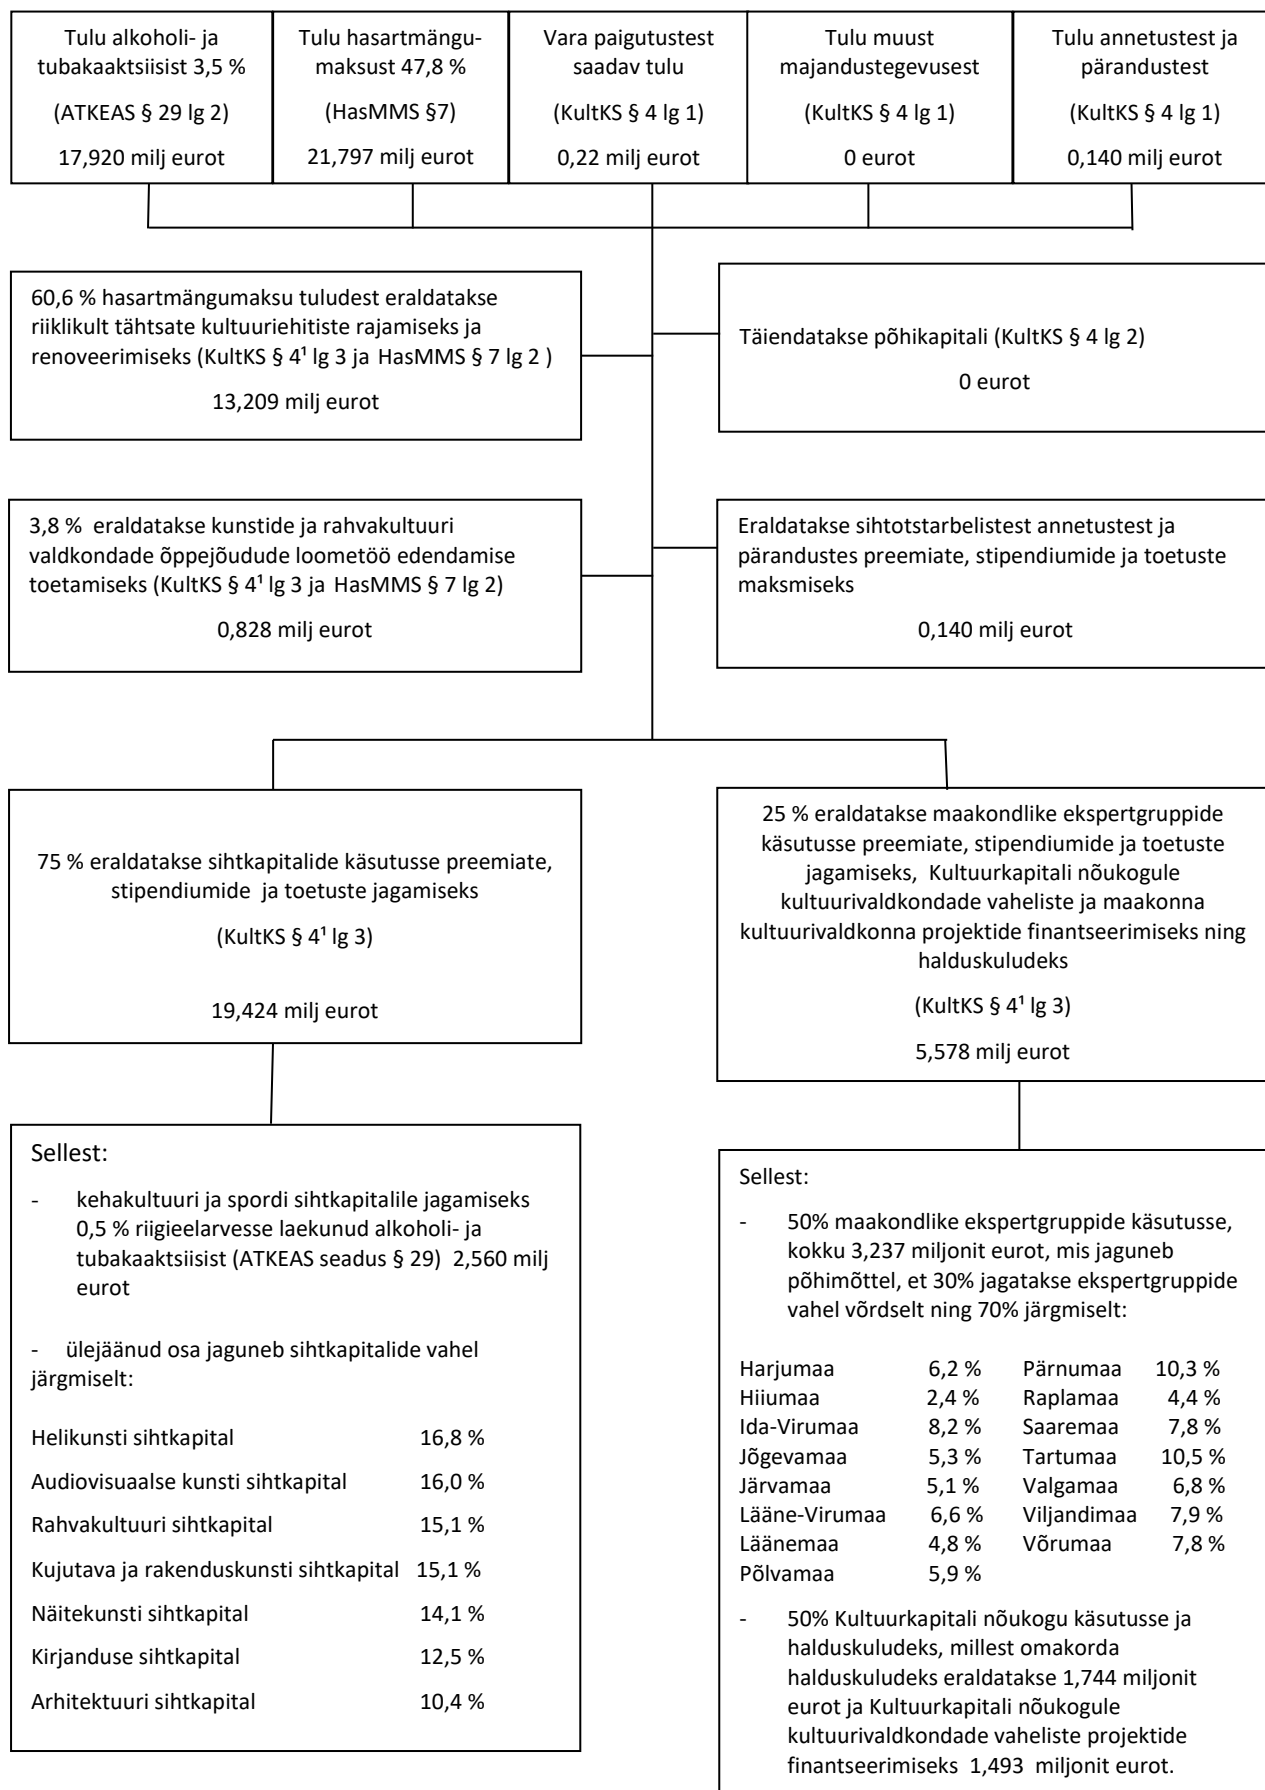 Tulu alkoholi- ja
tubakaaktsiisist 3,5 %
(ATKEAS § 29 lg 2)
17,920 milj eurot
Tulu hasartmängu-
maksust 47,8 %
(HasMMS §7)
21,797 milj eurot
Vara paigutustest
saadav tulu
(KultKS § 4 lg 1)
0,22 milj eurot
Tulu muust
majandustegevusest
(KultKS § 4 lg 1)
0 eurot
Tulu annetustest ja
pärandustest
(KultKS § 4 lg 1)
0,140 milj eurot
60,6 % hasartmängumaksu tuludest eraldatakse
riiklikult tähtsate kultuuriehitiste rajamiseks ja
renoveerimiseks (KultKS § 4¹ lg 3 ja HasMMS § 7 lg 2 )
13,209 milj eurot
Täiendatakse põhikapitali (KultKS § 4 lg 2)
0 eurot
3,8 % eraldatakse kunstide ja rahvakultuuri
valdkondade õppejõudude loometöö edendamise
toetamiseks (KultKS § 4¹ lg 3 ja HasMMS § 7 lg 2)
0,828 milj eurot
Eraldatakse sihtotstarbelistest annetustest ja
pärandustes preemiate, stipendiumide ja toetuste
maksmiseks
0,140 milj eurot
75 % eraldatakse sihtkapitalide käsutusse preemiate,
stipendiumide ja toetuste jagamiseks
(KultKS § 4¹ lg 3)
19,424 milj eurot
25 % eraldatakse maakondlike ekspertgruppide
käsutusse preemiate, stipendiumide ja toetuste
jagamiseks, Kultuurkapitali nõukogule
kultuurivaldkondade vaheliste ja maakonna
kultuurivaldkonna projektide finantseerimiseks ning
halduskuludeks
(KultKS § 4¹ lg 3)
5,578 milj eurot
Sellest:
- kehakultuuri ja spordi sihtkapitalile jagamiseks
0,5 % riigieelarvesse laekunud alkoholi- ja
tubakaaktsiisist (ATKEAS seadus § 29) 2,560 milj
eurot
- ülejäänud osa jaguneb sihtkapitalide vahel
järgmiselt:
Helikunsti sihtkapital 16,8 %
Audiovisuaalse kunsti sihtkapital 16,0 %
Rahvakultuuri sihtkapital 15,1 %
Kujutava ja rakenduskunsti sihtkapital 15,1 %
Näitekunsti sihtkapital 14,1 %
Kirjanduse sihtkapital 12,5 %
Arhitektuuri sihtkapital 10,4 %
Sellest:
- 50% maakondlike ekspertgruppide käsutusse,
kokku 3,237 miljonit eurot, mis jaguneb
põhimõttel, et 30% jagatakse ekspertgruppide
vahel võrdselt ning 70% järgmiselt:
Harjumaa 6,2 % Pärnumaa 10,3 %
Hiiumaa 2,4 % Raplamaa 4,4 %
Ida-Virumaa 8,2 % Saaremaa 7,8 %
Jõgevamaa 5,3 % Tartumaa 10,5 %
Järvamaa 5,1 % Valgamaa 6,8 %
Lääne-Virumaa 6,6 % Viljandimaa 7,9 %
Läänemaa 4,8 % Võrumaa 7,8 %
Põlvamaa 5,9 %
- 50% Kultuurkapitali nõukogu käsutusse ja
halduskuludeks, millest omakorda
halduskuludeks eraldatakse 1,744 miljonit
eurot ja Kultuurkapitali nõukogule
kultuurivaldkondade vaheliste projektide
finantseerimiseks 1,493 miljonit eurot.